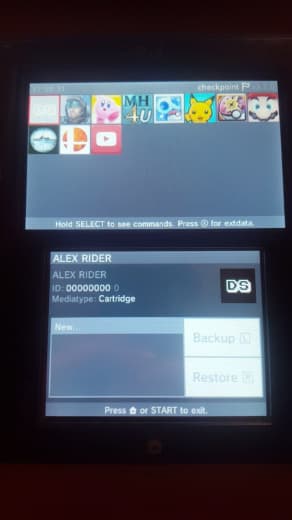 checkpoint
MH
4U
Hold SELECT to see commands. Press Ⓧ for extdata.
ALEX RIDER
ALEX RIDER
ID: 00000000 0
Mediatype: Cartridge
DS
New...
Backup L
Restore R
Press or START to exit.